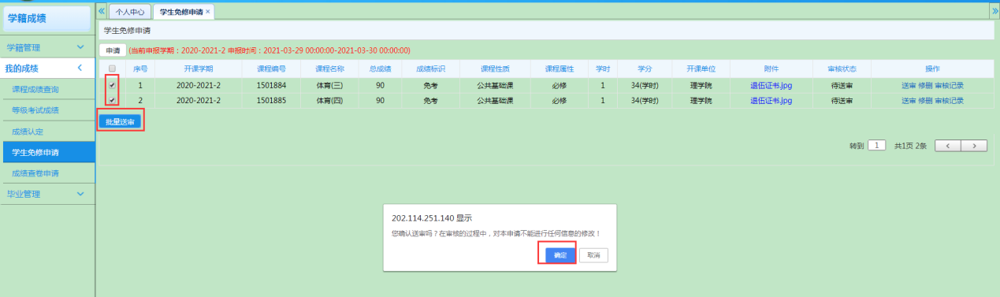 学籍成绩
学籍管理
我的成绩
课程成绩查询
等级考试成绩
成绩认定
学生免修申请
成绩查卷申请
毕业管理
个人中心 学生免修申请 ×
学生免修申请
申请 (当前申报学期：2020-2021-2 申报时间：2021-03-29 00:00:00-2021-03-30 00:00:00)
序号 开课学期 课程编号 课程名称 总成绩 成绩标识 课程性质 课程属性 学时 学分 开课单位 附件 审核状态 操作
1 2020-2021-2 1501884 体育(三) 90 免考 公共基础课 必修 1 34(学时) 理学院 退伍证书.jpg 待送审 送审 修删 审核记录
2 2020-2021-2 1501885 体育(四) 90 免考 公共基础课 必修 1 34(学时) 理学院 退伍证书.jpg 待送审 送审 修删 审核记录
批量送审
转到 1 共1页 2条
202.114.251.140 显示
您确认送审吗？在审核的过程中，对本申请不能进行任何信息的修改！
确定 取消